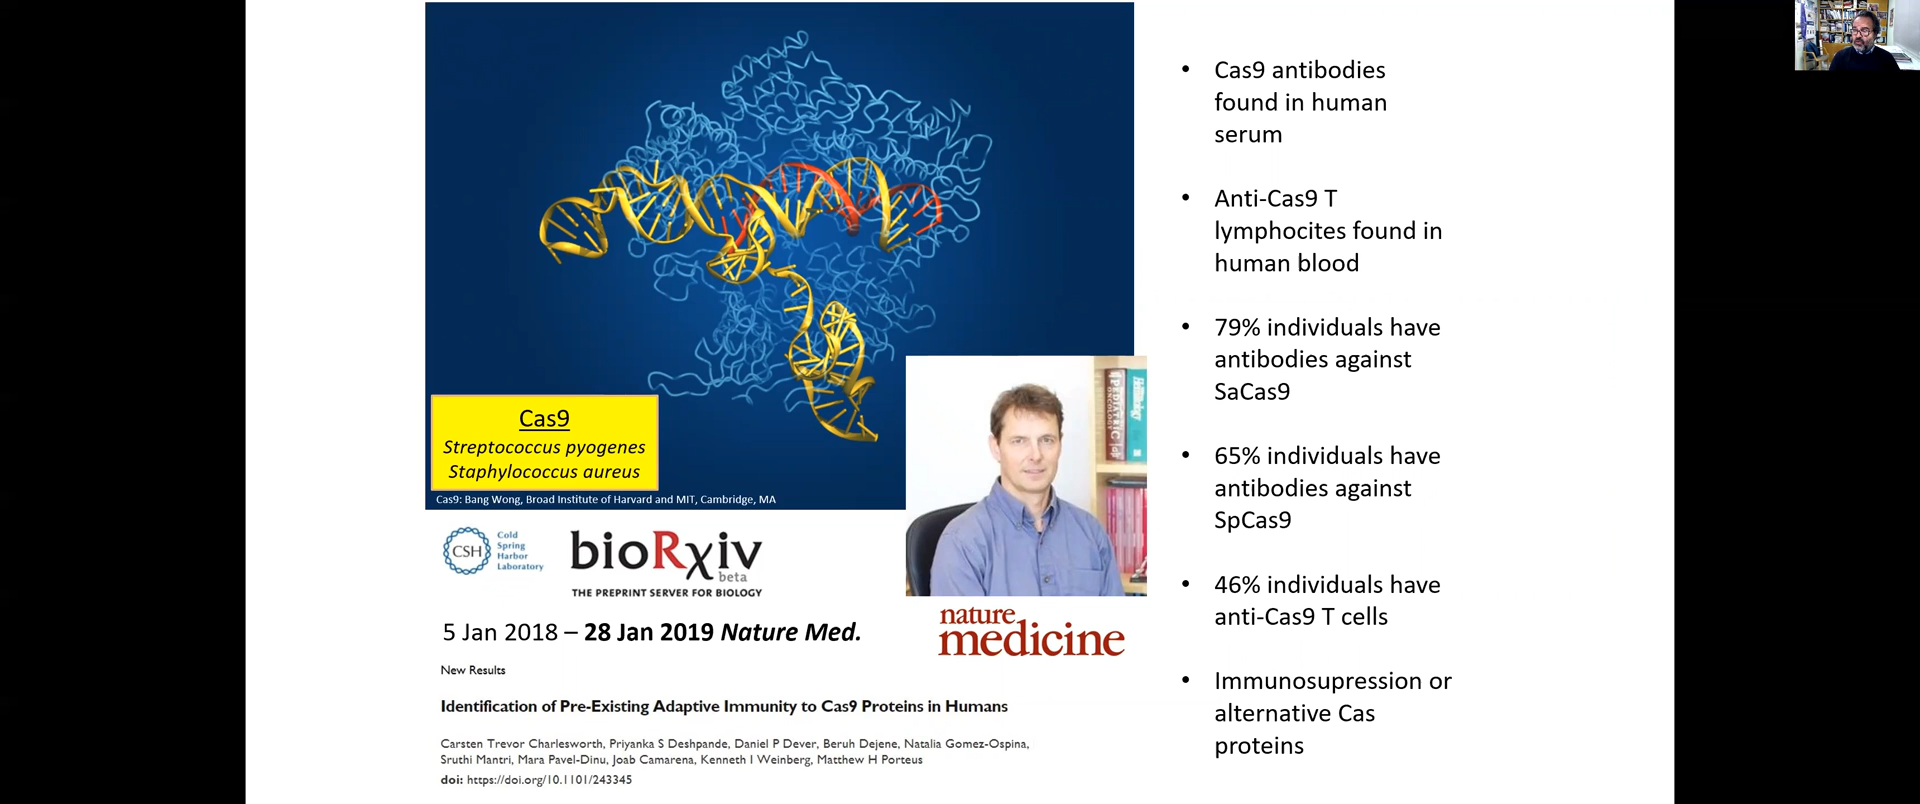 Cas9
Streptococcus pyogenes
Staphylococcus aureus
Cas9: Bang Wong, Broad Institute of Harvard and MIT, Cambridge, MA
CSH
Cold
Spring
Harbor
Laboratory
bioRxiv
beta
THE PREPRINT SERVER FOR BIOLOGY
PEDIATRIC
ONCOLOGY
nature
medicine
5 Jan 2018 – 28 Jan 2019 Nature Med.
New Results
Identification of Pre-Existing Adaptive Immunity to Cas9 Proteins in Humans
Carsten Trevor Charlesworth, Priyanka S Deshpande, Daniel P Dever, Beruh Dejene, Natalia Gomez-Ospina,
Sruthi Mantri, Mara Pavel-Dinu, Joab Camarena, Kenneth I Weinberg, Matthew H Porteus
doi: https://doi.org/10.1101/243345
• Cas9 antibodies
found in human
serum
• Anti-Cas9 T
lymphocites found in
human blood
• 79% individuals have
antibodies against
SaCas9
• 65% individuals have
antibodies against
SpCas9
• 46% individuals have
anti-Cas9 T cells
• Immunosupression or
alternative Cas
proteins